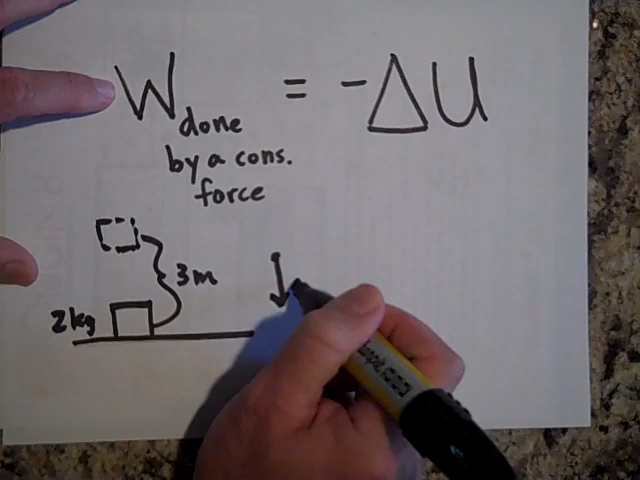 W done = -ΔU
by a cons.
force
3m
2kg